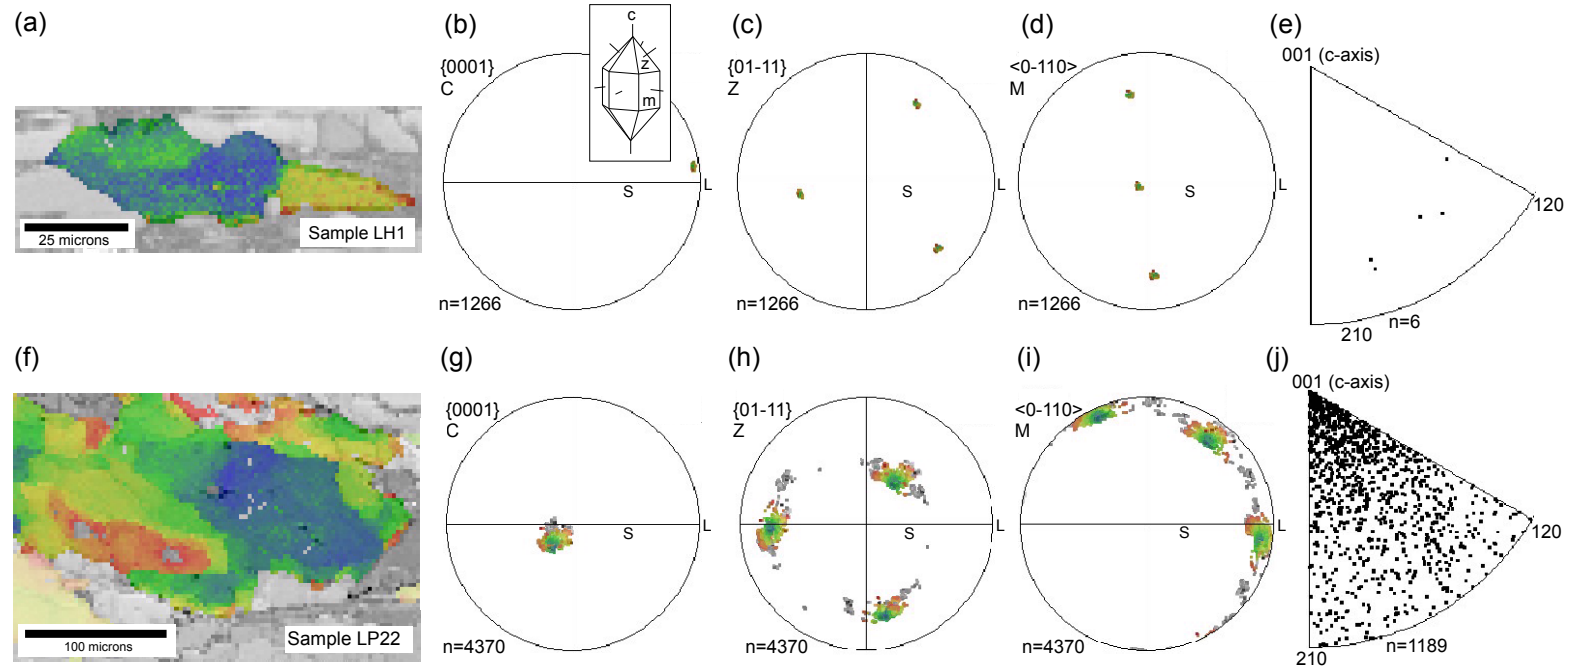 (a)
25 microns
Sample LH1
(b)
{0001}
C
c
z
m
S
L
n=1266
(c)
{01-11}
Z
S
L
n=1266
(d)
<0-110>
M
S
L
n=1266
(e)
001 (c-axis)
120
210
n=6
(f)
100 microns
Sample LP22
(g)
{0001}
C
S
L
n=4370
(h)
{01-11}
Z
S
L
n=4370
(i)
<0-110>
M
S
L
n=4370
(j)
001 (c-axis)
120
210
n=1189